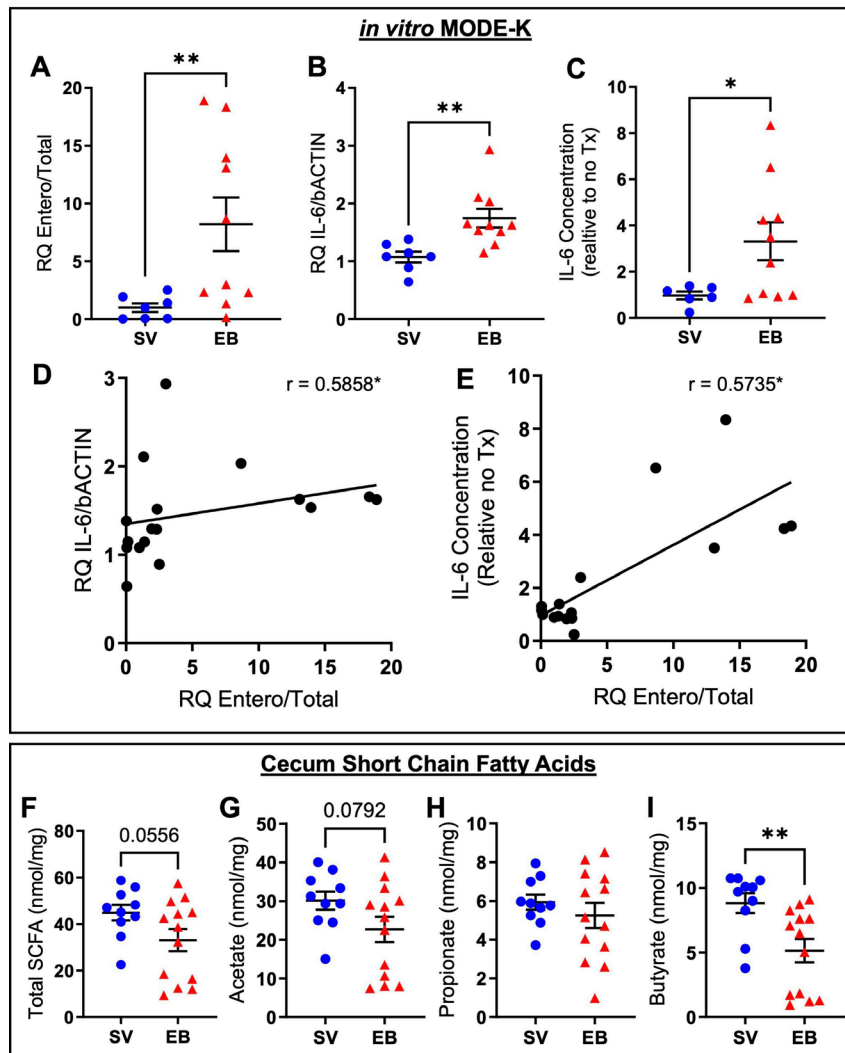 in vitro MODE-K
A
RQ Entero/Total
20
15
10
5
0
**
SV
EB
B
RQ IL-6/bACTIN
4
3
2
1
0
**
SV
EB
C
IL-6 Concentration
(realtive to no Tx)
10
8
6
4
2
0
*
SV
EB
D
RQ IL-6/bACTIN
3
2
1
0
r = 0.5858*
0
5
10
15
20
RQ Entero/Total
E
IL-6 Concentration
(Relative no Tx)
10
8
6
4
2
0
r = 0.5735*
0
5
10
15
20
RQ Entero/Total
Cecum Short Chain Fatty Acids
F
Total SCFA (nmol/mg)
80
60
40
20
0
0.0556
SV
EB
G
Acetate (nmol/mg)
50
40
30
20
10
0
0.0792
SV
EB
H
Propionate (nmol/mg)
10
8
6
4
2
0
SV
EB
I
Butyrate (nmol/mg)
15
10
5
0
**
SV
EB